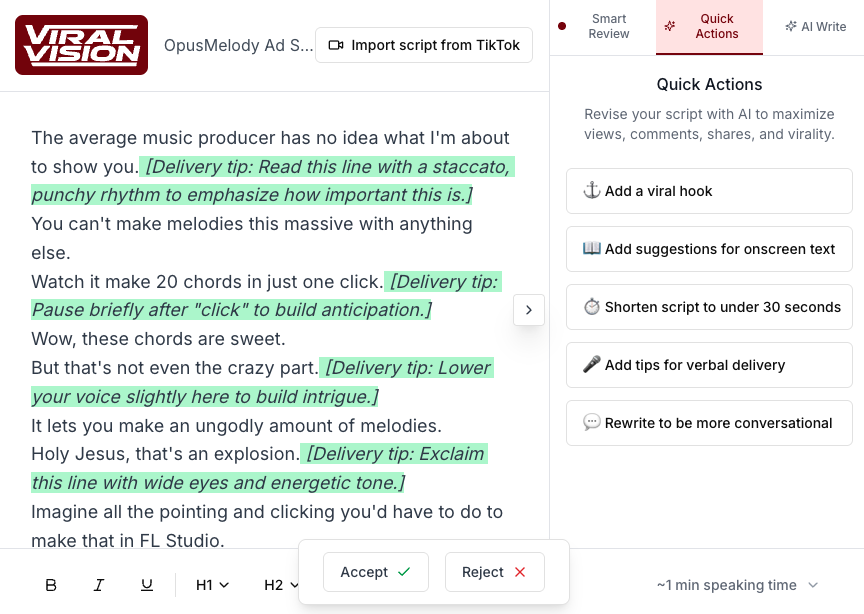 VIRAL
VISION
OpusMelody Ad S...
Import script from TikTok
Smart
Review
Quick
Actions
AI Write
The average music producer has no idea what I'm about
to show you. [Delivery tip: Read this line with a staccato,
punchy rhythm to emphasize how important this is.]
You can't make melodies this massive with anything
else.
Watch it make 20 chords in just one click. [Delivery tip:
Pause briefly after "click" to build anticipation.]
Wow, these chords are sweet.
But that's not even the crazy part. [Delivery tip: Lower
your voice slightly here to build intrigue.]
It lets you make an ungodly amount of melodies.
Holy Jesus, that's an explosion. [Delivery tip: Exclaim
this line with wide eyes and energetic tone.]
Imagine all the pointing and clicking you'd have to do to
make that in FL Studio.
Quick Actions
Revise your script with AI to maximize
views, comments, shares, and virality.
Add a viral hook
Add suggestions for onscreen text
Shorten script to under 30 seconds
Add tips for verbal delivery
Rewrite to be more conversational
B
I
U
H1
H2
Accept
Reject
~1 min speaking time